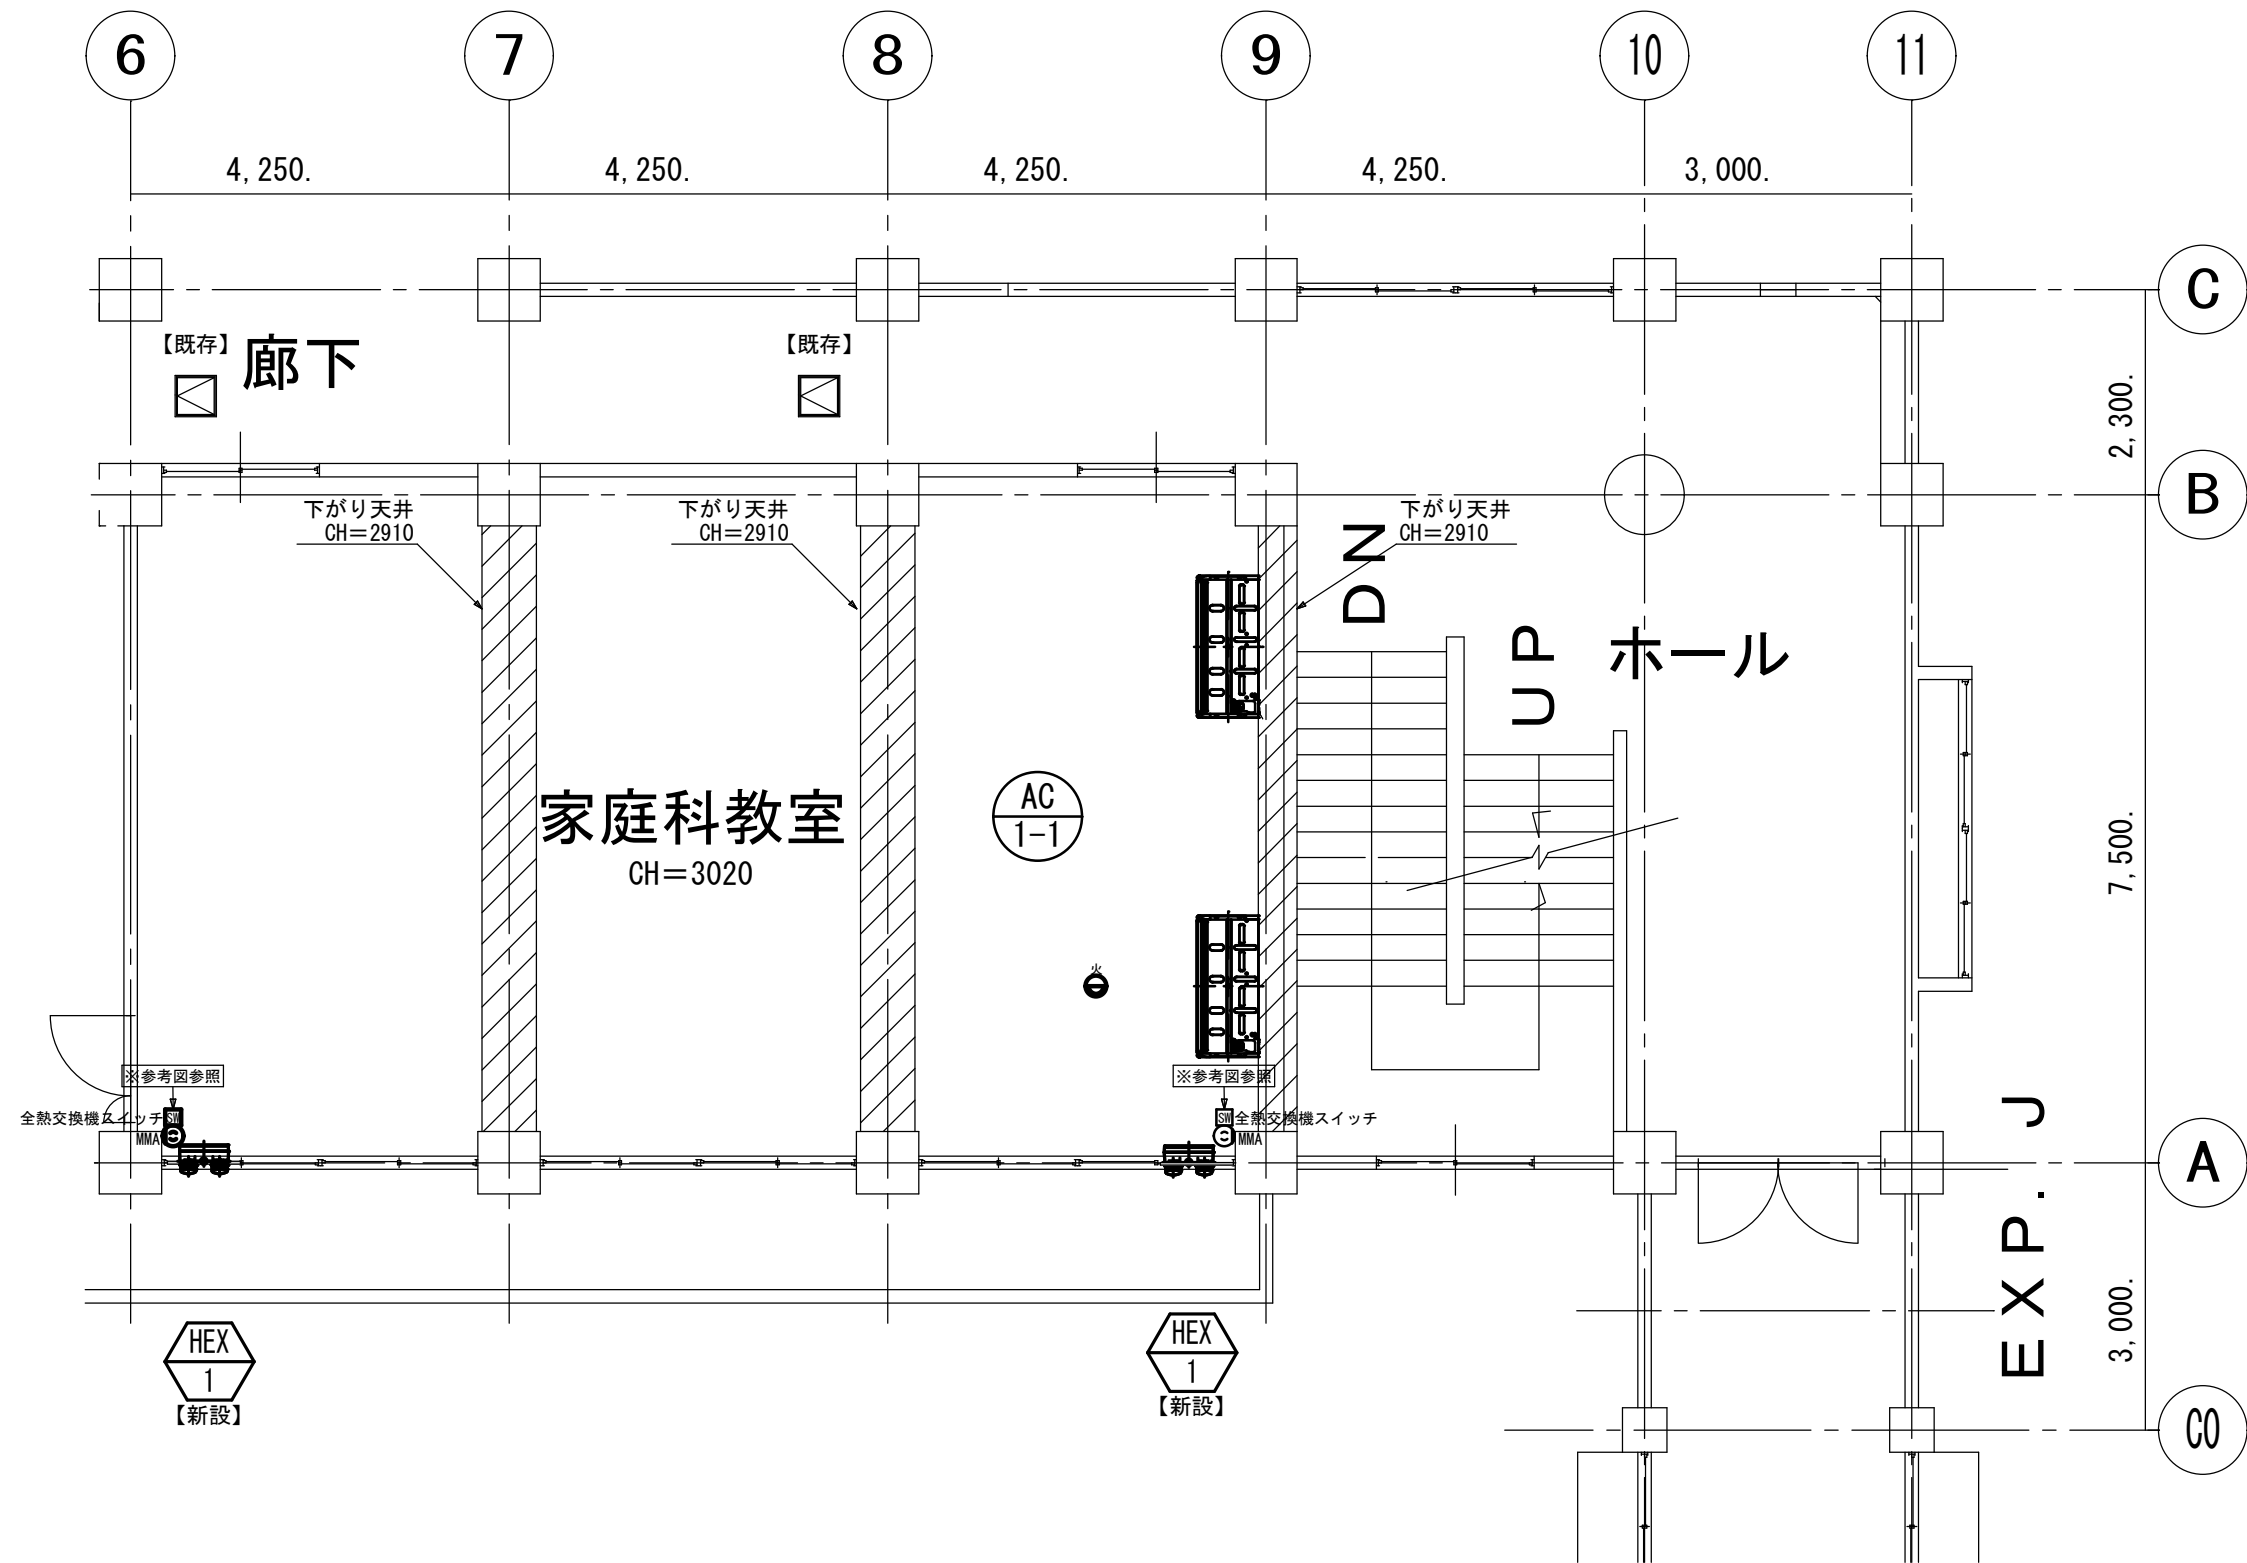 6
7
8
9
10
11
4,250.
4,250.
4,250.
4,250.
3,000.
C
【既存】
廊下
【既存】
2,300.
B
下がり天井
CH=2910
下がり天井
CH=2910
下がり天井
CH=2910
DN
UP
ホール
家庭科教室
CH=3020
AC
1-1
7,500.
火
※参考図参照
※参考図参照
全熱交換機スイッチ
SW
MMA
SW
全熱交換機スイッチ
MMA
A
EXP.J
3,000.
HEX
1
【新設】
HEX
1
【新設】
C0